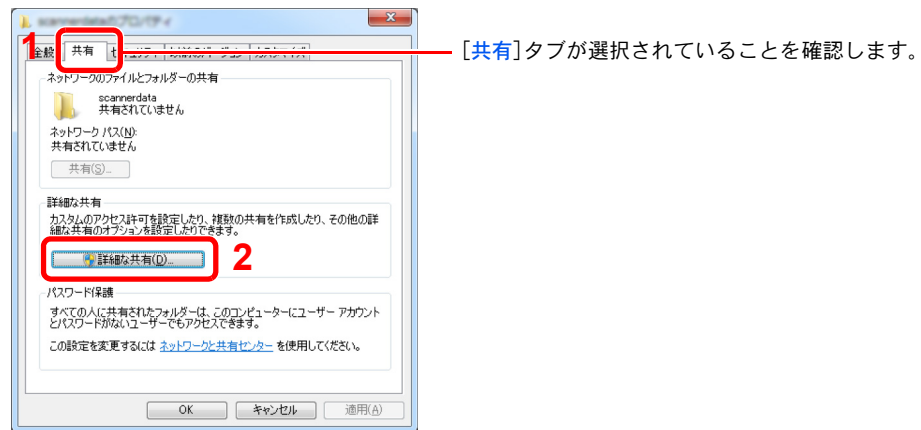 scannerdataのプロパティ
1
全般
共有
[共有]タブが選択されていることを確認します。
ネットワークのファイルとフォルダーの共有
scannerdata
共有されていません
ネットワーク パス(N):
共有されていません
共有(S)...
詳細な共有
カスタムのアクセス許可を設定したり、複数の共有を作成したり、その他の詳
細な共有のオプションを設定したりできます。
詳細な共有(D)...
2
パスワード保護
すべての人に共有されたフォルダーは、このコンピューターにユーザー アカウント
とパスワードがないユーザーでもアクセスできます。
この設定を変更するには ネットワークと共有センター を使用してください。
OK
キャンセル
適用(A)